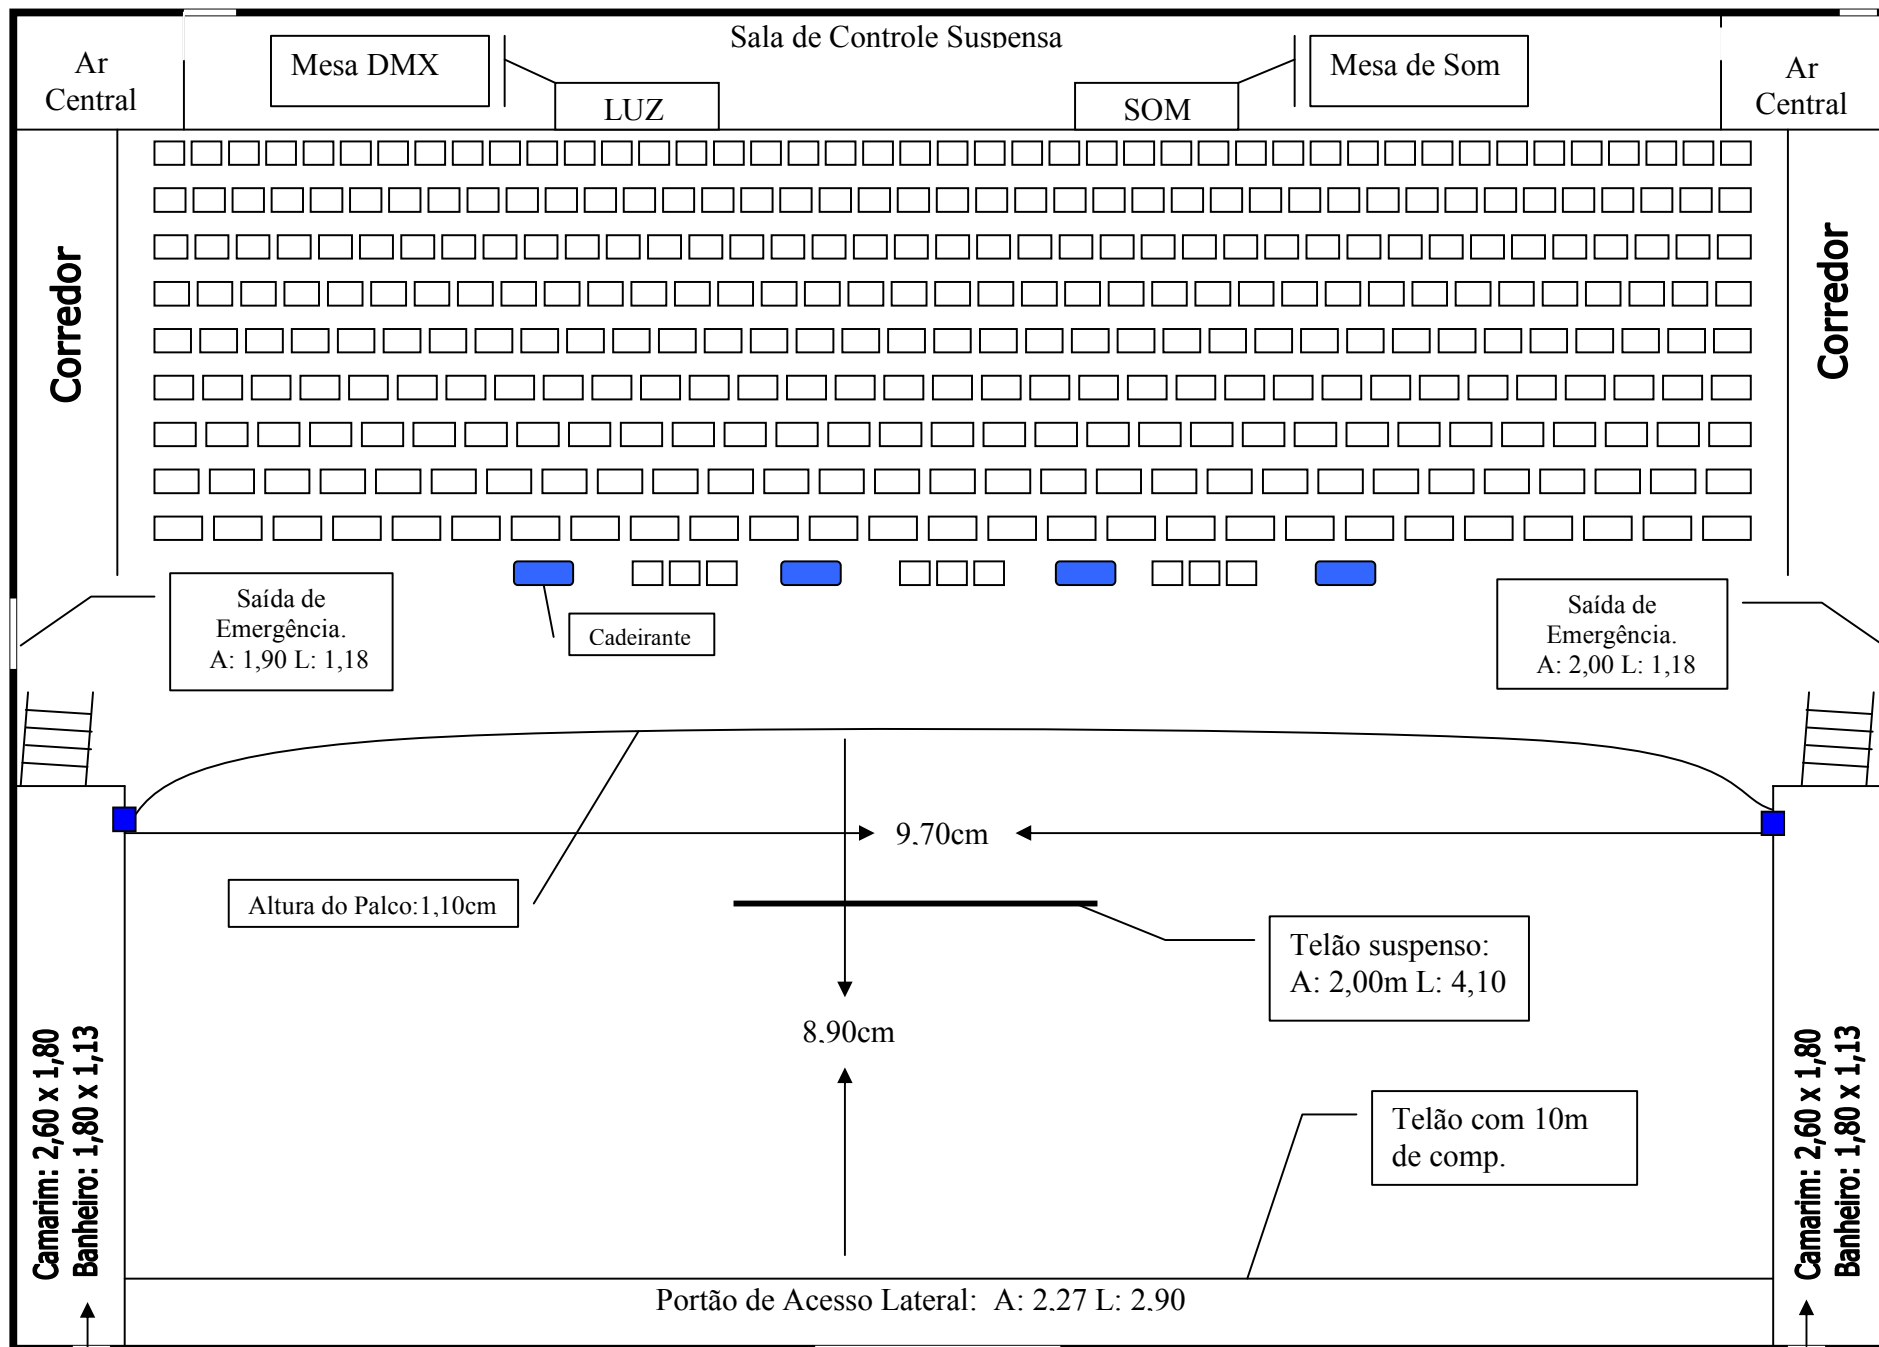 Sala de Controle Suspensa
Ar
Central
Mesa DMX
LUZ
SOM
Mesa de Som
Ar
Central
Corredor
Corredor
Saída de
Emergência.
A: 1,90 L: 1,18
Cadeirante
Saída de
Emergência.
A: 2,00 L: 1,18
9,70cm
Altura do Palco:1,10cm
Telão suspenso:
A: 2,00m L: 4,10
8,90cm
Camarim: 2,60 x 1,80
Banheiro: 1,80 x 1,13
Telão com 10m
de comp.
Camarim: 2,60 x 1,80
Banheiro: 1,80 x 1,13
Portão de Acesso Lateral: A: 2,27 L: 2,90